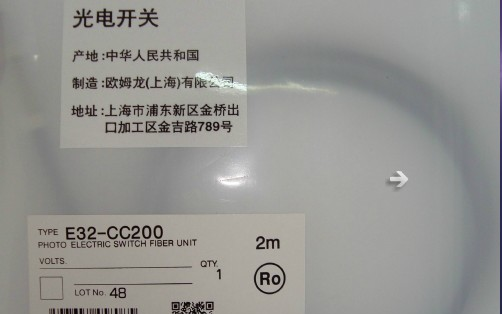 光电开关
产地:中华人民共和国
制造:欧姆龙(上海)有限公司
地址:上海市浦东新区金桥出
口加工区金吉路789号
TYPE E32-CC200 2m
PHOTO ELECTRIC SWITCH FIBER UNIT
VOLTS.
QTY.
1
Ro
LOT No. 48